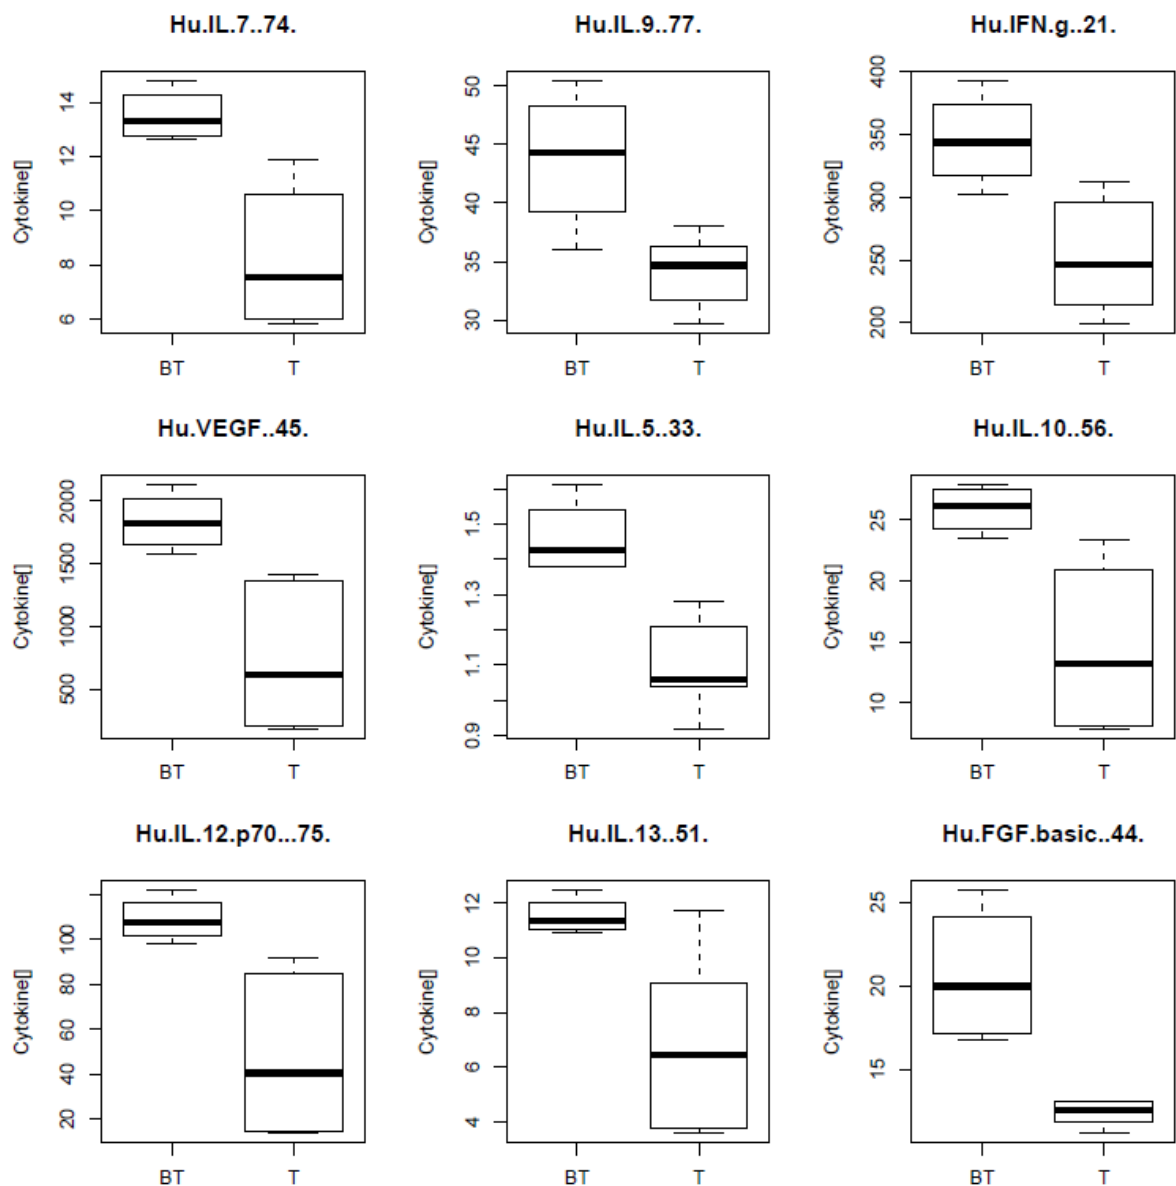 Hu.IL.7..74.
Cytokine[]
14
12
10
8
6
BT T
Hu.IL.9..77.
Cytokine[]
50
45
40
35
30
BT T
Hu.IFN.g..21.
Cytokine[]
400
350
300
250
200
BT T
Hu.VEGF..45.
Cytokine[]
2000
1500
1000
500
BT T
Hu.IL.5..33.
Cytokine[]
1.5
1.3
1.1
0.9
BT T
Hu.IL.10..56.
Cytokine[]
25
20
15
10
BT T
Hu.IL.12.p70...75.
Cytokine[]
100
80
60
40
20
BT T
Hu.IL.13..51.
Cytokine[]
12
10
8
6
4
BT T
Hu.FGF.basic..44.
Cytokine[]
25
20
15
BT T